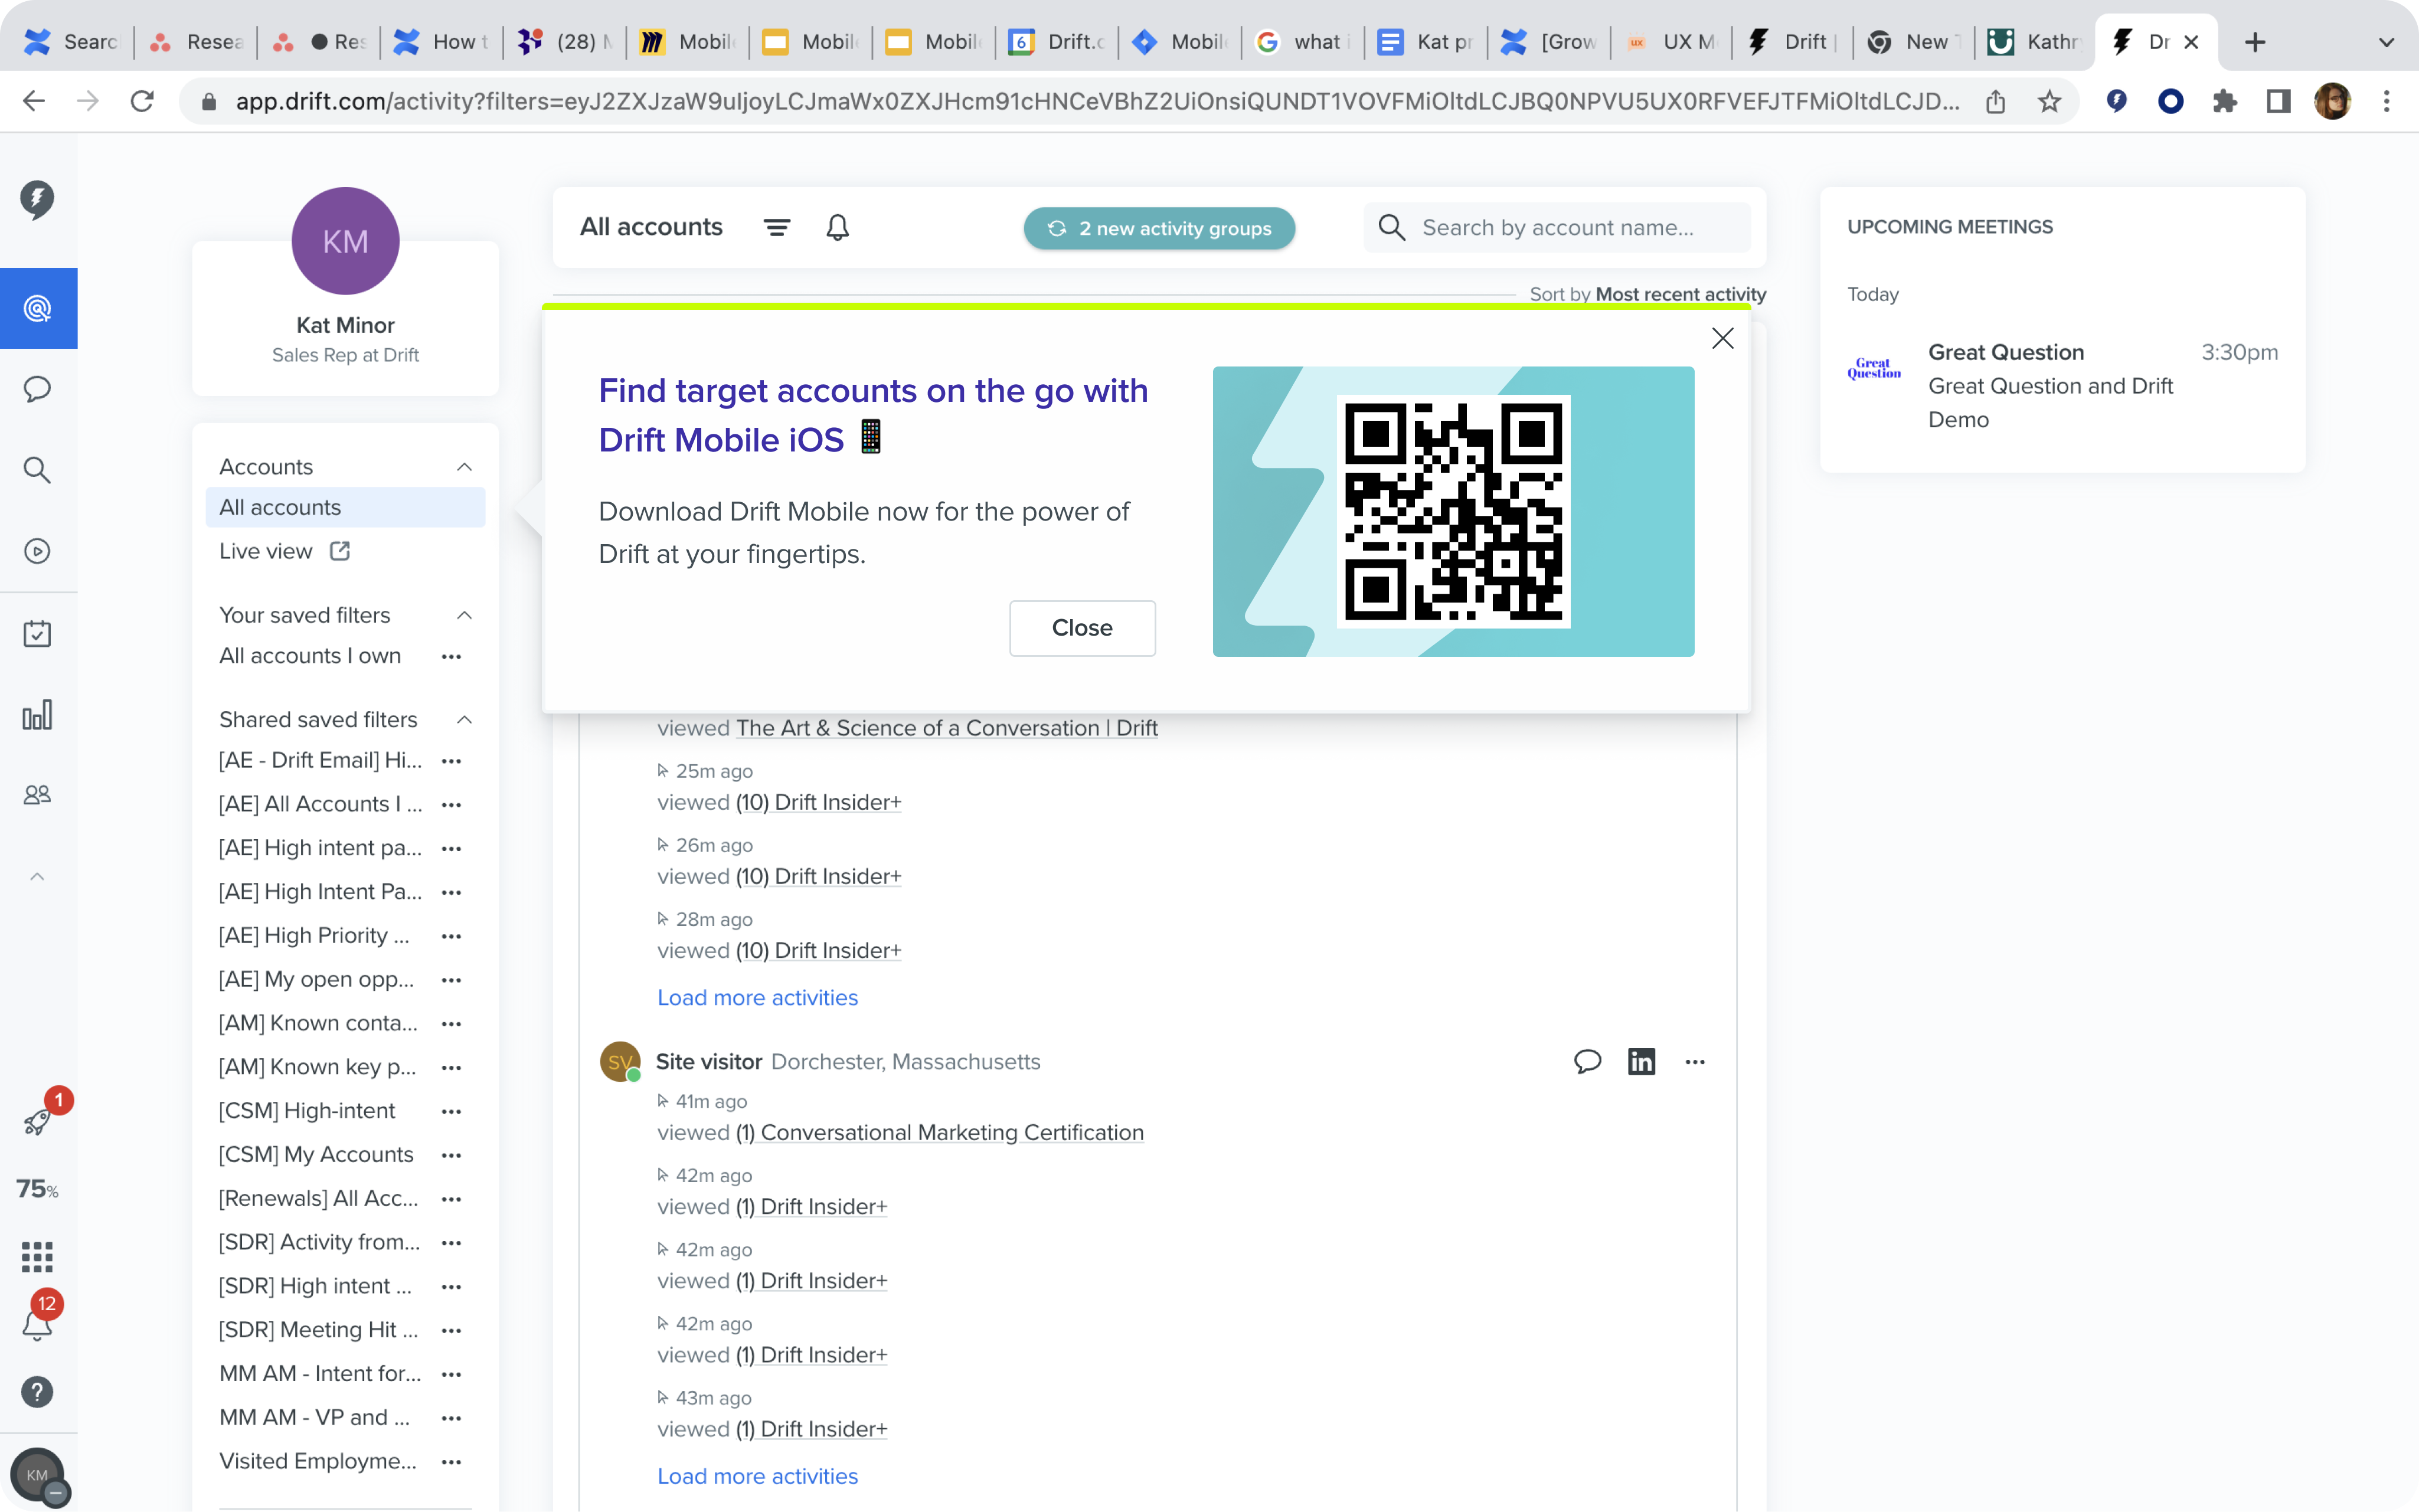 Searc
Resea
Res
How t
(28) M
Mobil
Mobil
Mobil
6
Drift.c
Mobil
what i
Kat pr
[Grow
UX M
Drift |
New T
Kathr
Dr
app.drift.com/activity?filters=eyJ2ZXJzaW9uIjoyLCJmaWx0ZXJHcm91cHNCeVBhZ2UiOnsiQUNDT1VOVFMiOltdLCJBQ0NPVU5UX0RFVEFJTFMiOltdLCJD...
KM
Kat Minor
Sales Rep at Drift
All accounts
2 new activity groups
Search by account name...
Sort by Most recent activity
UPCOMING MEETINGS
Today
Great Question
Great Question 3:30pm
Great Question and Drift
Demo
Find target accounts on the go with
Drift Mobile iOS
Download Drift Mobile now for the power of
Drift at your fingertips.
Close
Accounts
All accounts
Live view
Your saved filters
All accounts I own
Shared saved filters
[AE - Drift Email] Hi...
[AE] All Accounts I ...
[AE] High intent pa...
[AE] High Intent Pa...
[AE] High Priority ...
[AE] My open opp...
[AM] Known conta...
[AM] Known key p...
[CSM] High-intent
[CSM] My Accounts
[Renewals] All Acc...
[SDR] Activity from...
[SDR] High intent ...
[SDR] Meeting Hit ...
MM AM - Intent for...
MM AM - VP and ...
Visited Employme...
viewed The Art & Science of a Conversation | Drift
25m ago
viewed (10) Drift Insider+
26m ago
viewed (10) Drift Insider+
28m ago
viewed (10) Drift Insider+
Load more activities
SV
Site visitor Dorchester, Massachusetts
in
41m ago
viewed (1) Conversational Marketing Certification
42m ago
viewed (1) Drift Insider+
42m ago
viewed (1) Drift Insider+
42m ago
viewed (1) Drift Insider+
43m ago
viewed (1) Drift Insider+
Load more activities
1
75%
12
?
KM